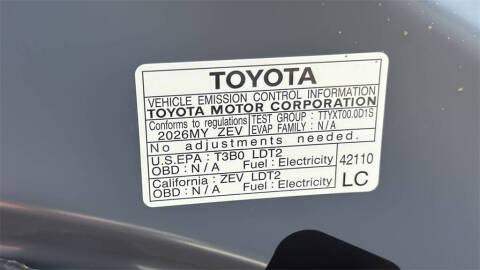 TOYOTA
VEHICLE EMISSION CONTROL INFORMATION
TOYOTA MOTOR CORPORATION
Conforms to regulations TEST GROUP : TTYXT00.0D1S
2026MY ZEV EVAP FAMILY : N/A
No adjustments needed.
U.S.EPA : T3B0 LDT2
OBD : N/A Fuel : Electricity
California : ZEV LDT2
OBD : N/A Fuel : Electricity
42110
LC